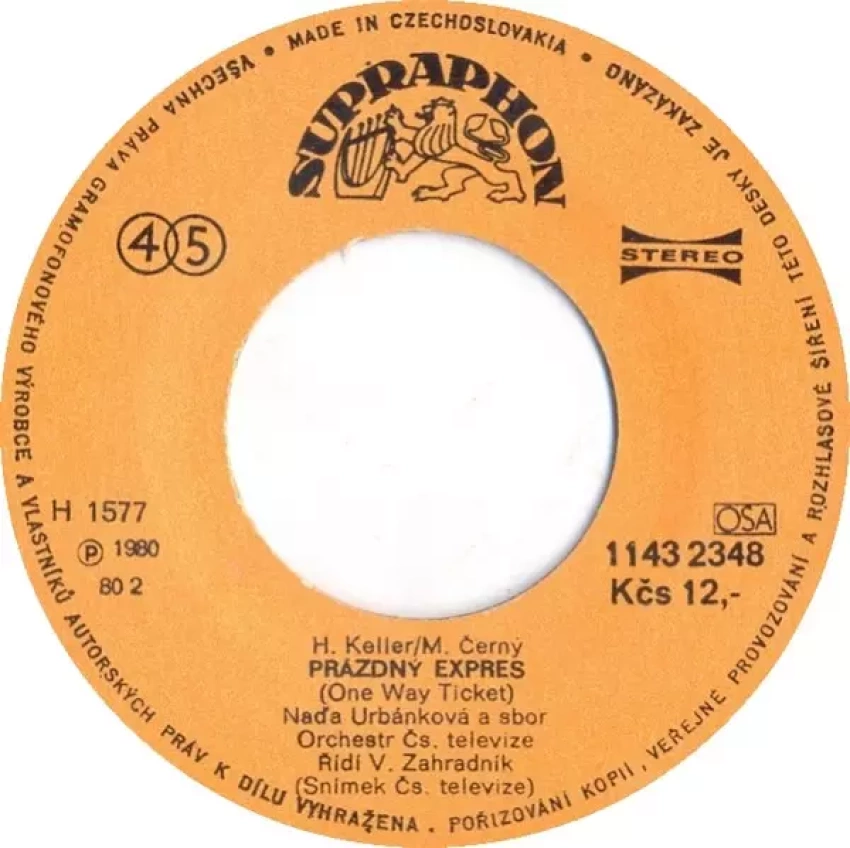 MADE IN CZECHOSLOVAKIA •
VŠECHNA PRÁVA GRAMOFONOVÉHO VÝROBCE A VLASTNÍKŮ AUTORSKÝCH PRÁV K DÍLU VYHRAŽENA. POŘIZOVÁNÍ KOPIÍ, VEŘEJNÉ PROVOZOVÁNÍ A ROZHLASOVÉ ŠÍŘENÍ TÉTO DESKY JE ZAKÁZÁNO •
SUPRAPHON
45
STEREO
H 1577
Ⓟ 1980
80 2
OSA
1143 2348
Kčs 12,-
H. Keller/M. Černý
PRÁZDNÝ EXPRES
(One Way Ticket)
Naďa Urbánková a sbor
Orchestr Čs. televize
Řídí V. Zahradník
(Snímek Čs. televize)